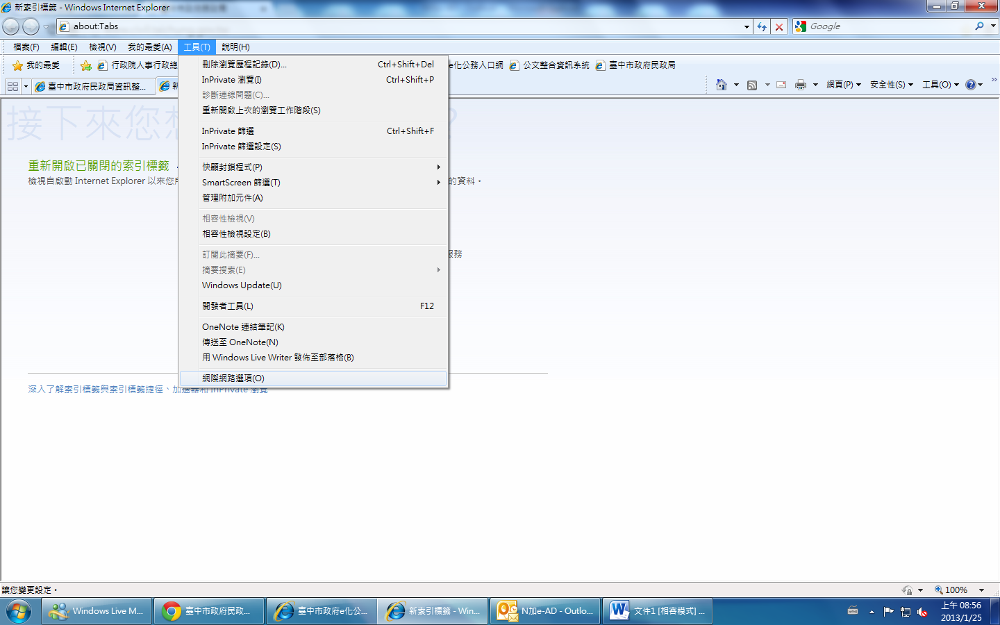 新索引標籤 - Windows Internet Explorer
about:Tabs
Google
檔案(F) 編輯(E) 檢視(V) 我的最愛(A) 工具(T) 說明(H)
我的最愛 行政院人事行政總 e化公務入口網 公文整合資訊系統 臺中市政府民政局
臺中市政府民政局資訊整... 新
網頁(P) 安全性(S) 工具(O)
刪除瀏覽歷程記錄(D)... Ctrl+Shift+Del
InPrivate 瀏覽(I) Ctrl+Shift+P
診斷連線問題(C)...
重新開啟上次的瀏覽工作階段(S)
InPrivate 篩選 Ctrl+Shift+F
InPrivate 篩選設定(S)
快顯封鎖程式(P)
SmartScreen 篩選(T)
管理附加元件(A)
相容性檢視(V)
相容性檢視設定(B)
訂閱此摘要(F)...
摘要搜索(E)
Windows Update(U)
開發者工具(L) F12
OneNote 連結筆記(K)
傳送至 OneNote(N)
用 Windows Live Writer 發佈至部落格(B)
網際網路選項(O)
接下來您想 ?
重新開啟已關閉的索引標籤
檢視自啟動 Internet Explorer 以來您 的資料。
服務
深入了解索引標籤與索引標籤捷徑、加速器和 InPrivate 瀏覽
讓您變更設定。
100%
Windows Live M... 臺中市政府民政... 臺中市政府e化公... 新索引標籤 - Win... N加e-AD - Outlo... 文件1 [相容模式] ...
上午 08:56
2013/1/25